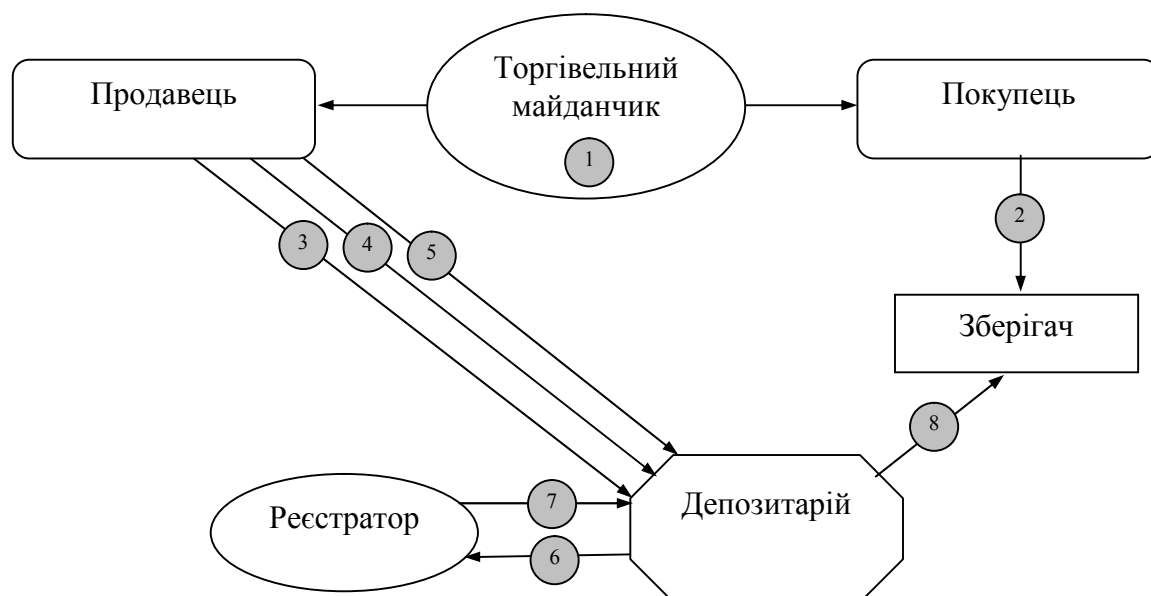 Продавець
Торгівельний
майданчик
1
Покупець
2
3
4
5
Зберігач
8
Реєстратор
7
6
Депозитарій